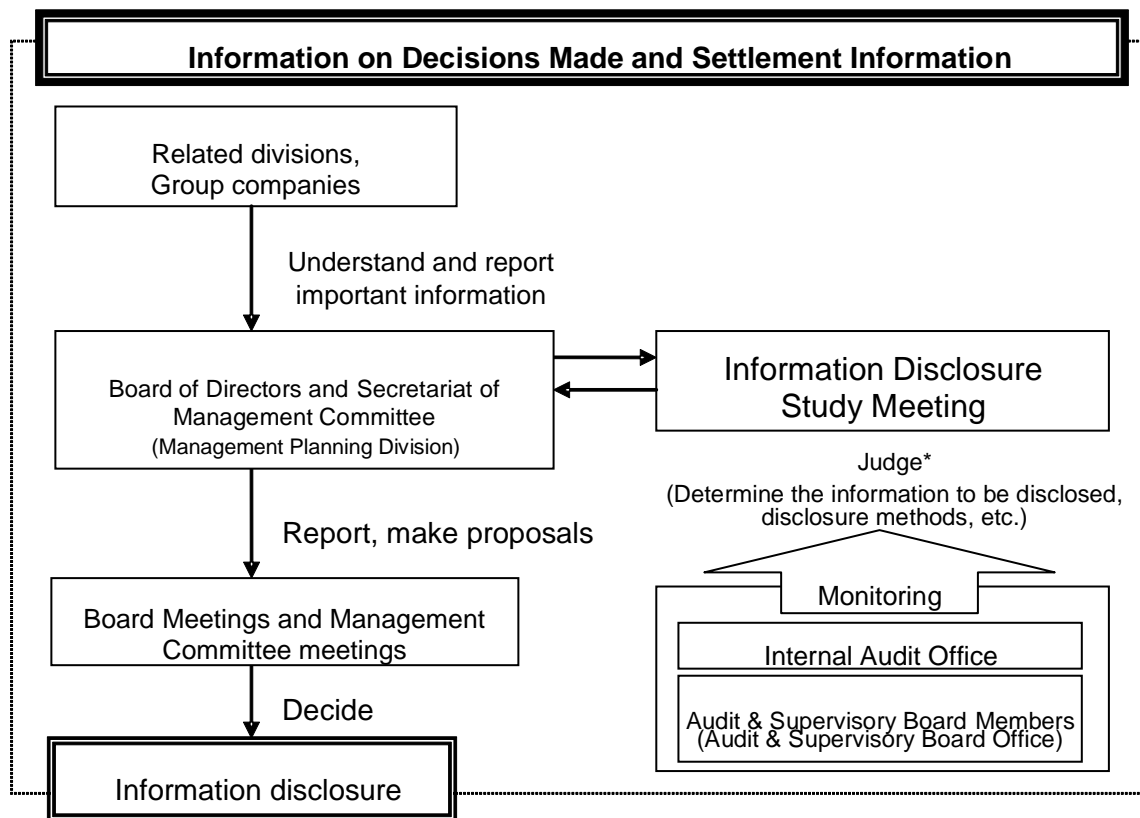 Information on Decisions Made and Settlement Information
Related divisions,
Group companies
Understand and report
important information
Board of Directors and Secretariat of
Management Committee
(Management Planning Division)
Information Disclosure
Study Meeting
Judge*
(Determine the information to be disclosed,
disclosure methods, etc.)
Report, make proposals
Monitoring
Board Meetings and Management
Committee meetings
Internal Audit Office
Decide
Audit & Supervisory Board Members
(Audit & Supervisory Board Office)
Information disclosure